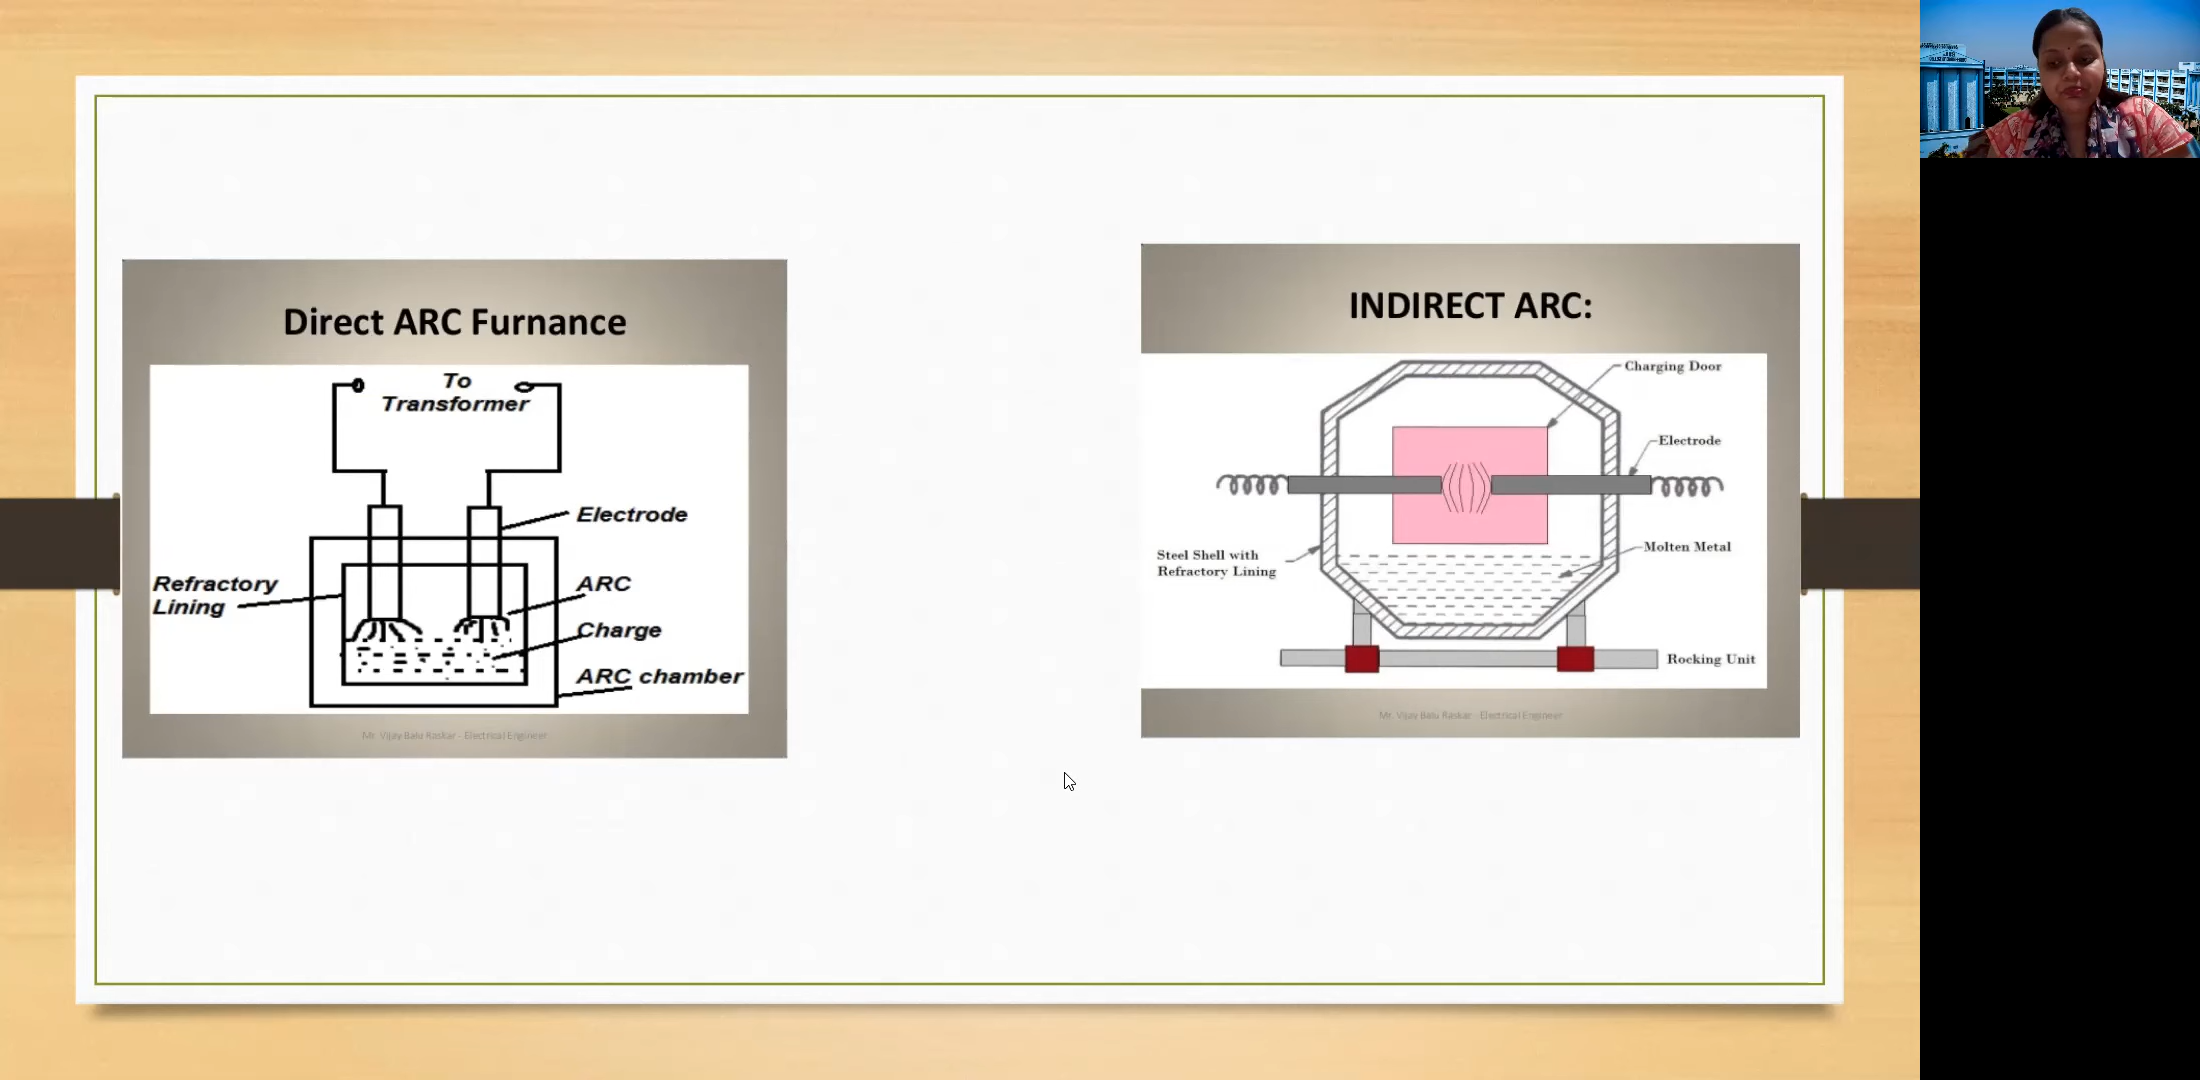 Direct ARC Furnance
To
Transformer
Electrode
Refractory
Lining
ARC
Charge
ARC chamber
Mr. Vijay Balu Raskar - Electrical Engineer
INDIRECT ARC:
Charging Door
Electrode
Steel Shell with
Refractory Lining
Molten Metal
Rocking Unit
Mr. Vijay Balu Raskar - Electrical Engineer